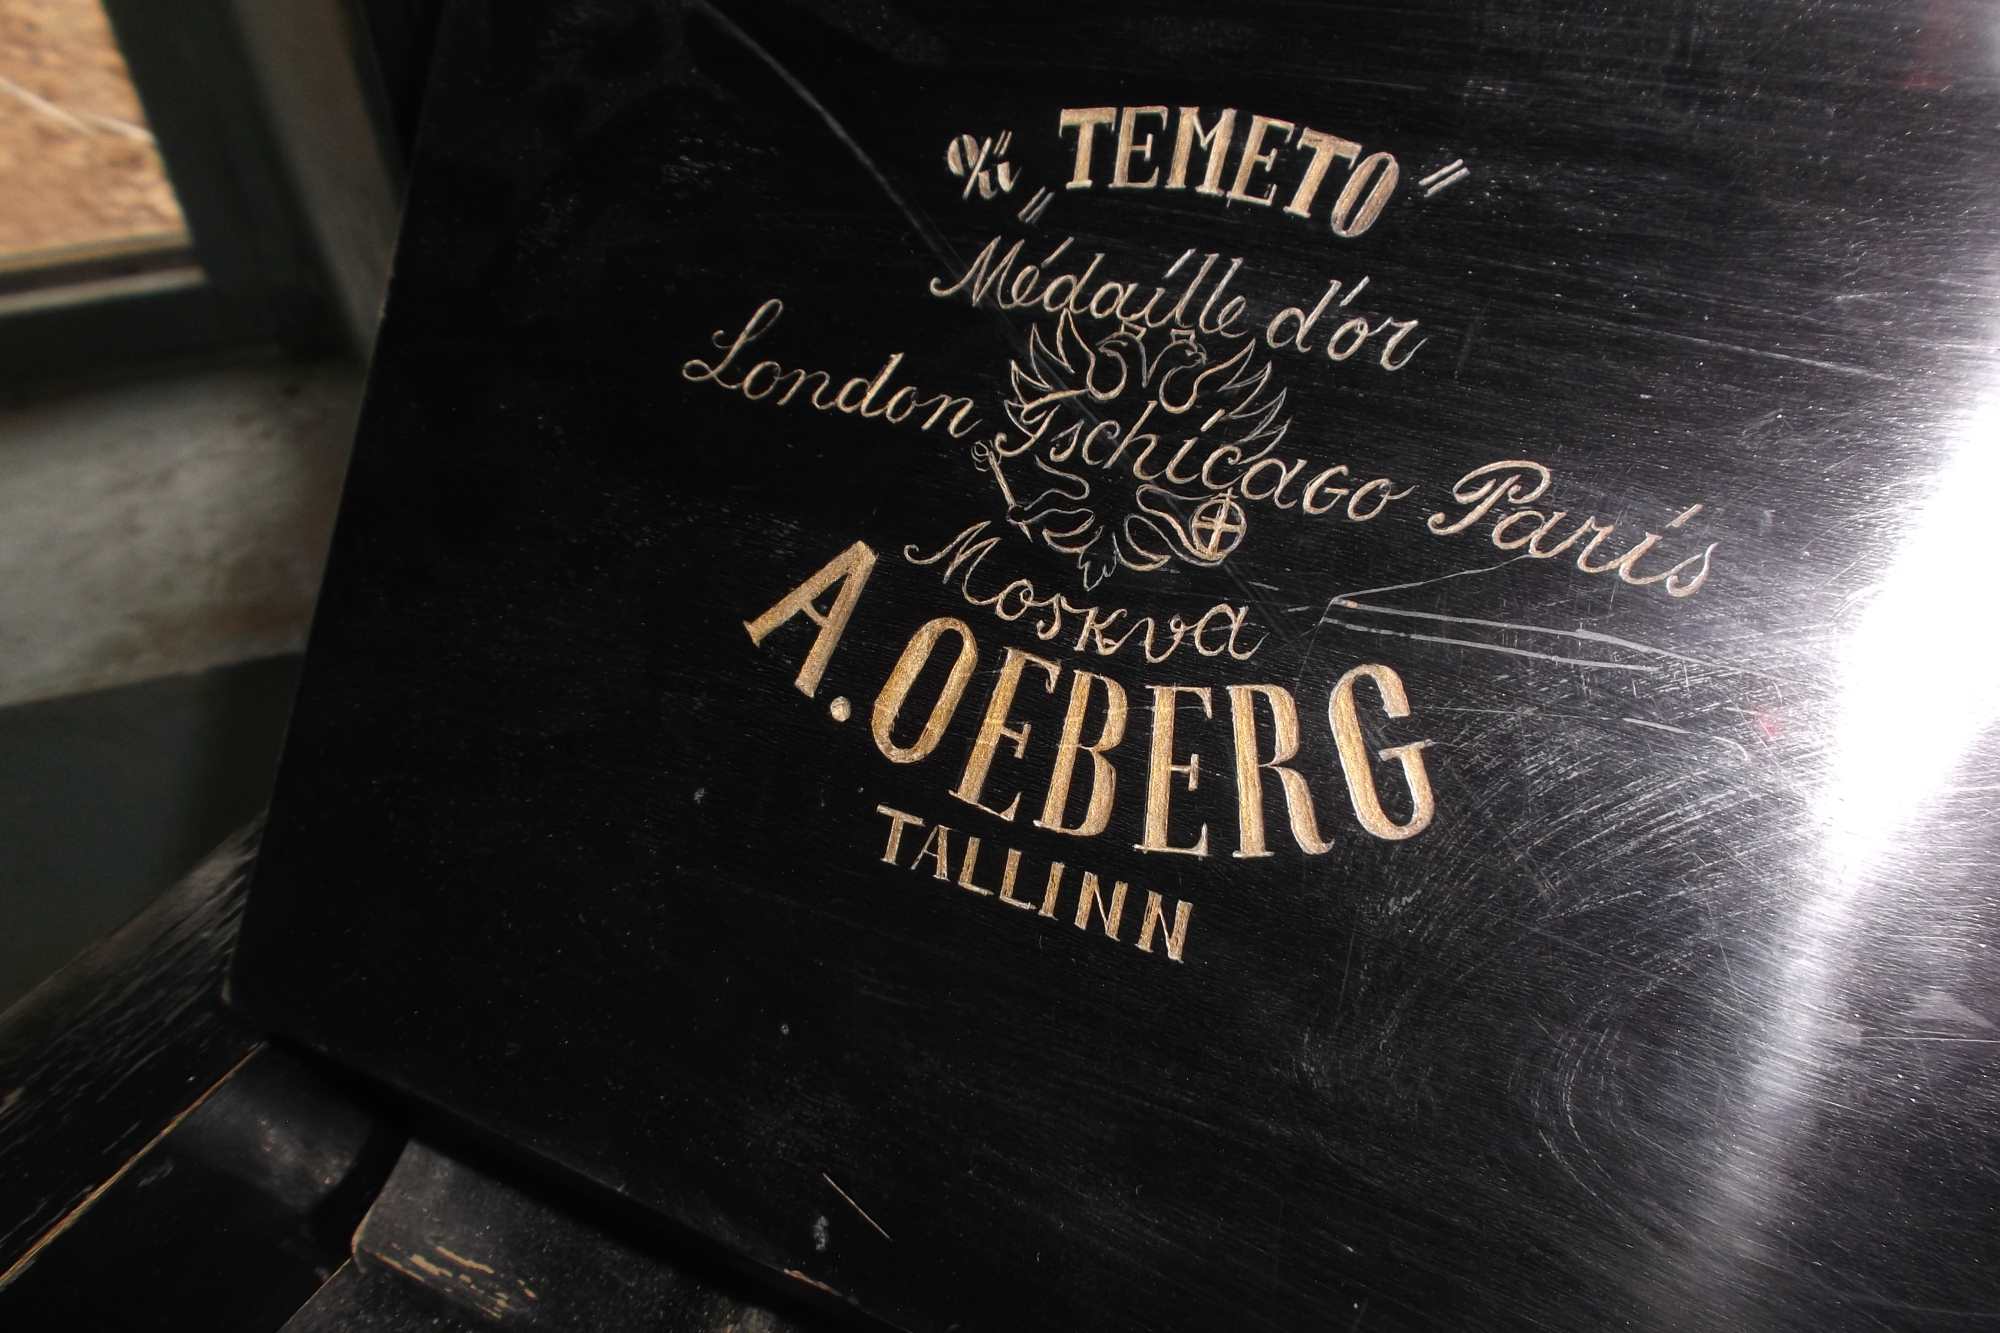 O/Ü „TEMETO”
Médaille d'or
London Tschicago Paris
Moskva
A. OEBERG
TALLINN